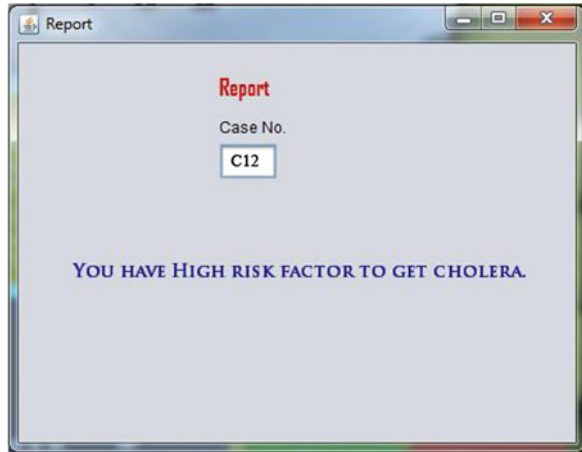 Report
Report
Case No.
C12
You have High risk factor to get cholera.